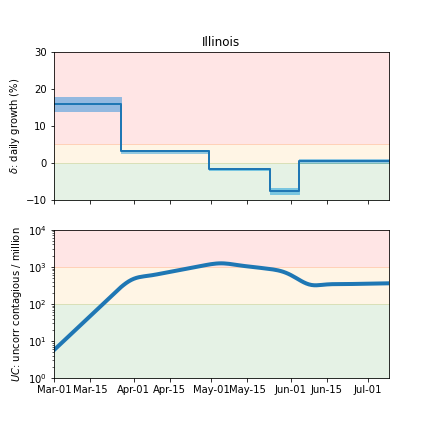 Illinois
δ: daily growth (%)
30
20
10
0
−10
UC: uncorr contagious / million
10⁴
10³
10²
10¹
10⁰
Mar-01 Mar-15 Apr-01 Apr-15 May-01 May-15 Jun-01 Jun-15 Jul-01